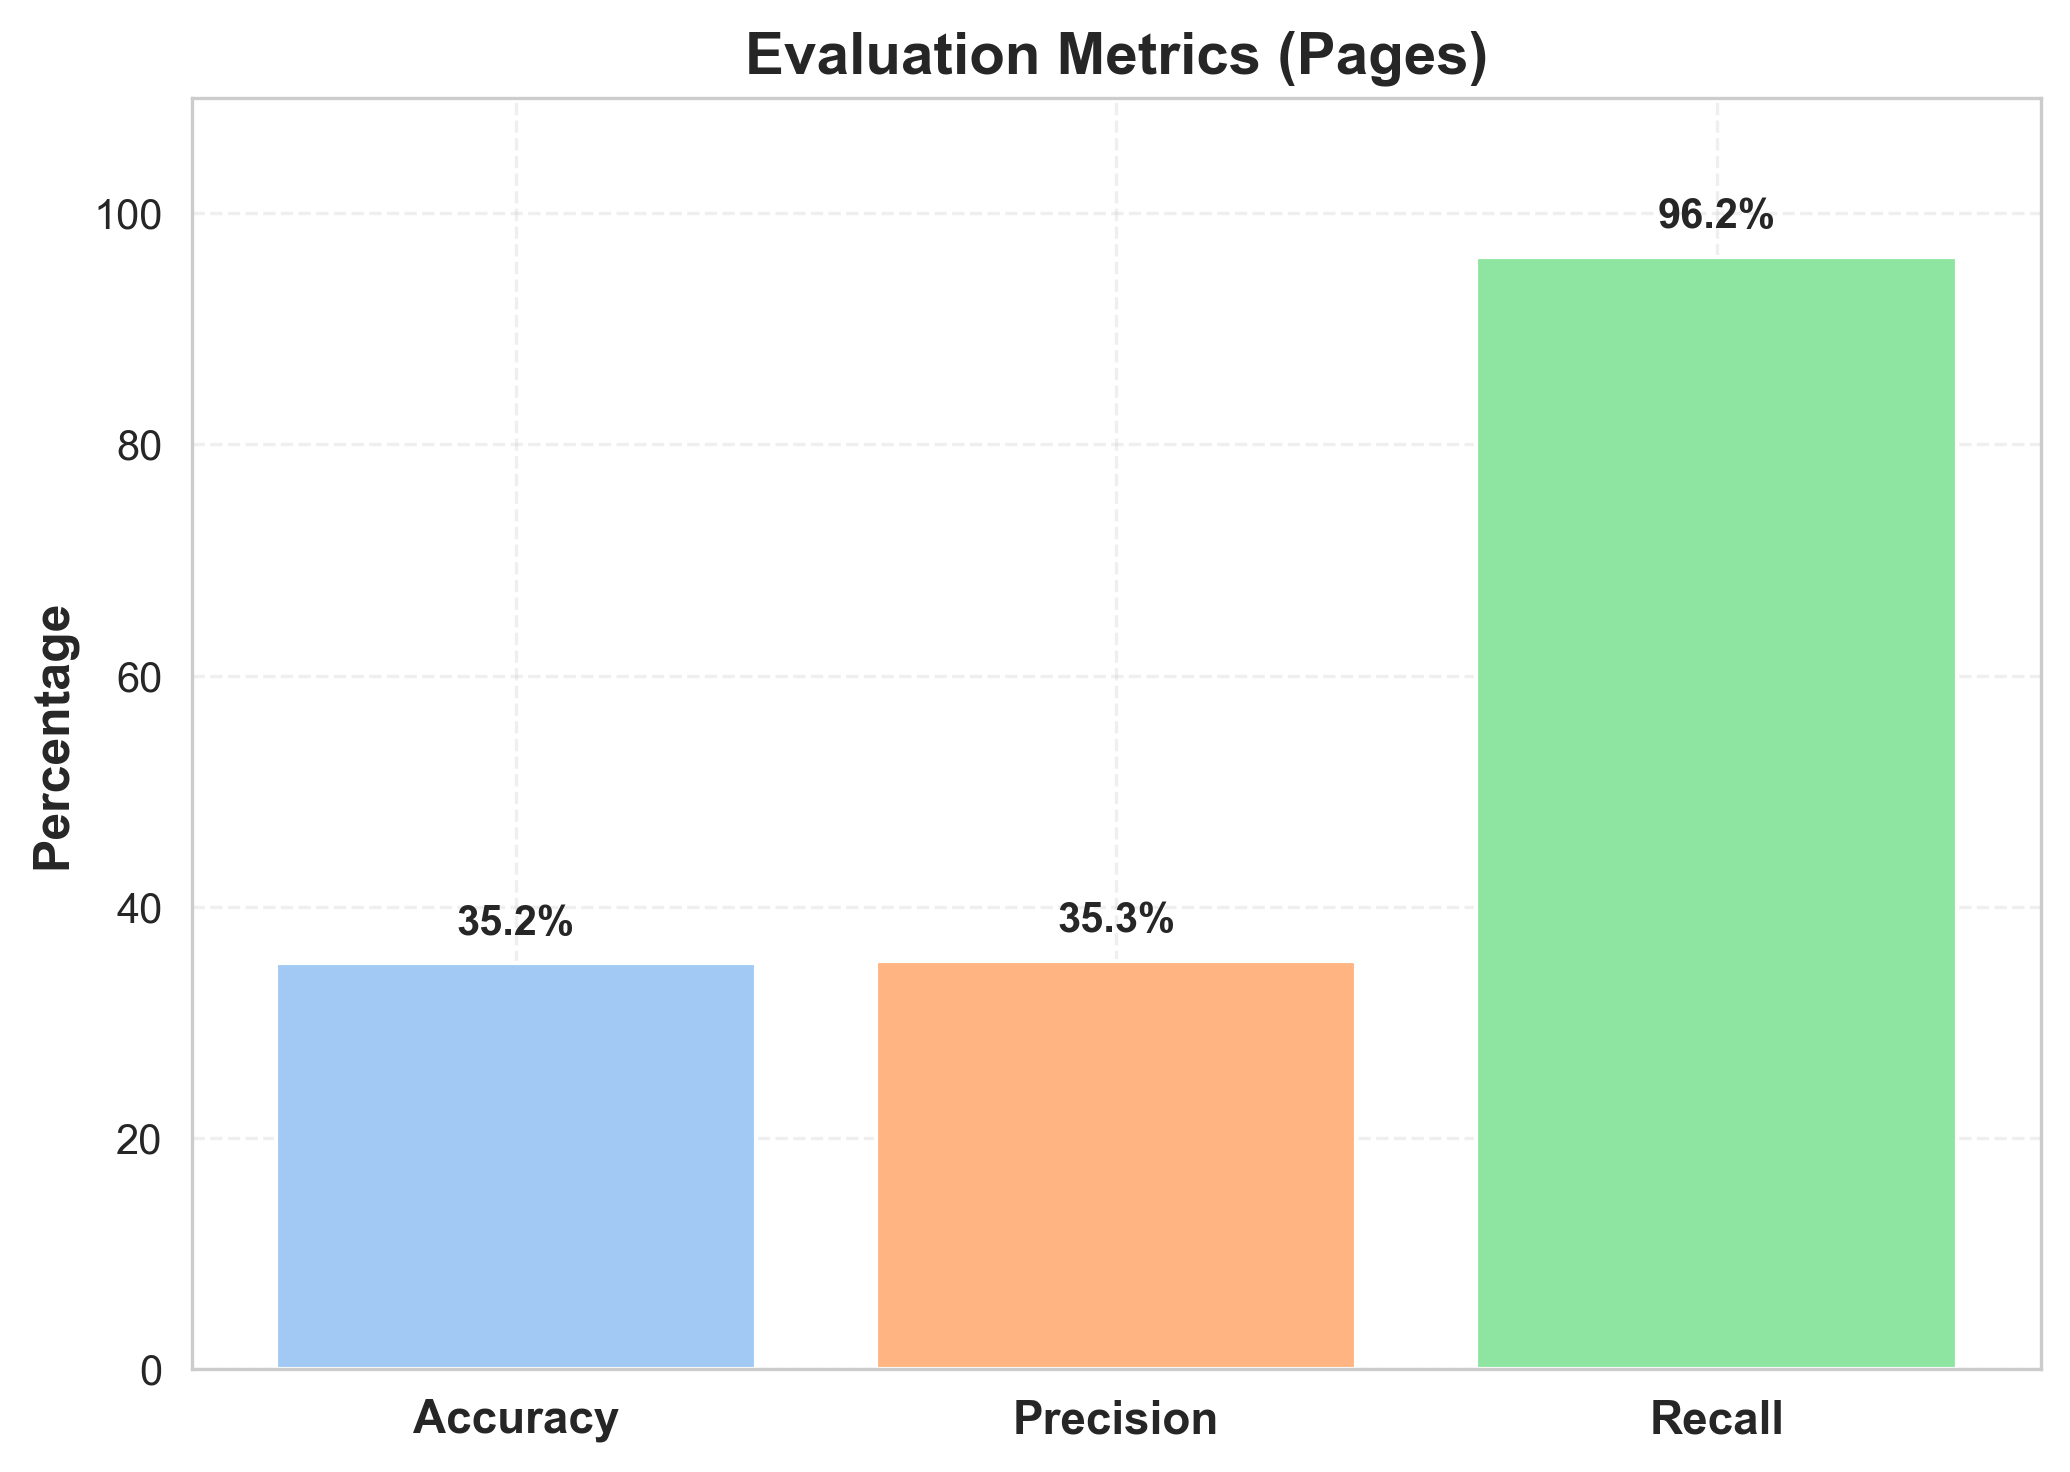 Evaluation Metrics (Pages)
Percentage
100
80
60
40
20
0
35.2%
35.3%
96.2%
Accuracy
Precision
Recall